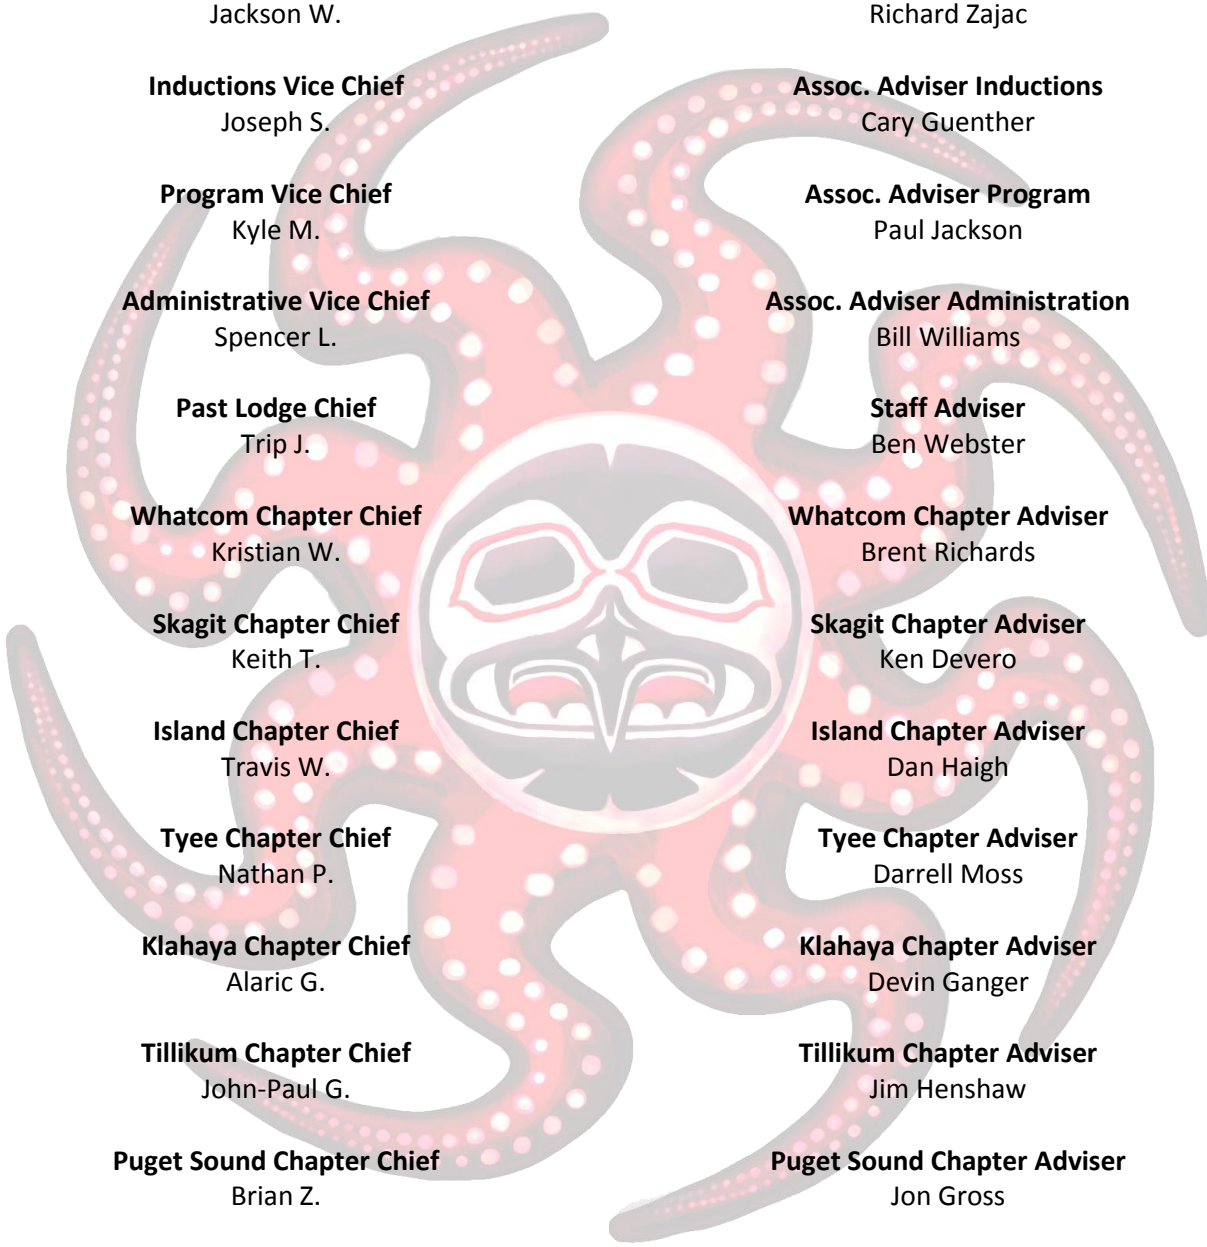 Jackson W.
Richard Zajac
Inductions Vice Chief
Assoc. Adviser Inductions
Joseph S.
Cary Guenther
Program Vice Chief
Assoc. Adviser Program
Kyle M.
Paul Jackson
Administrative Vice Chief
Assoc. Adviser Administration
Spencer L.
Bill Williams
Past Lodge Chief
Staff Adviser
Trip J.
Ben Webster
Whatcom Chapter Chief
Whatcom Chapter Adviser
Kristian W.
Brent Richards
Skagit Chapter Chief
Skagit Chapter Adviser
Keith T.
Ken Devero
Island Chapter Chief
Island Chapter Adviser
Travis W.
Dan Haigh
Tyee Chapter Chief
Tyee Chapter Adviser
Nathan P.
Darrell Moss
Klahaya Chapter Chief
Klahaya Chapter Adviser
Alaric G.
Devin Ganger
Tillikum Chapter Chief
Tillikum Chapter Adviser
John-Paul G.
Jim Henshaw
Puget Sound Chapter Chief
Puget Sound Chapter Adviser
Brian Z.
Jon Gross